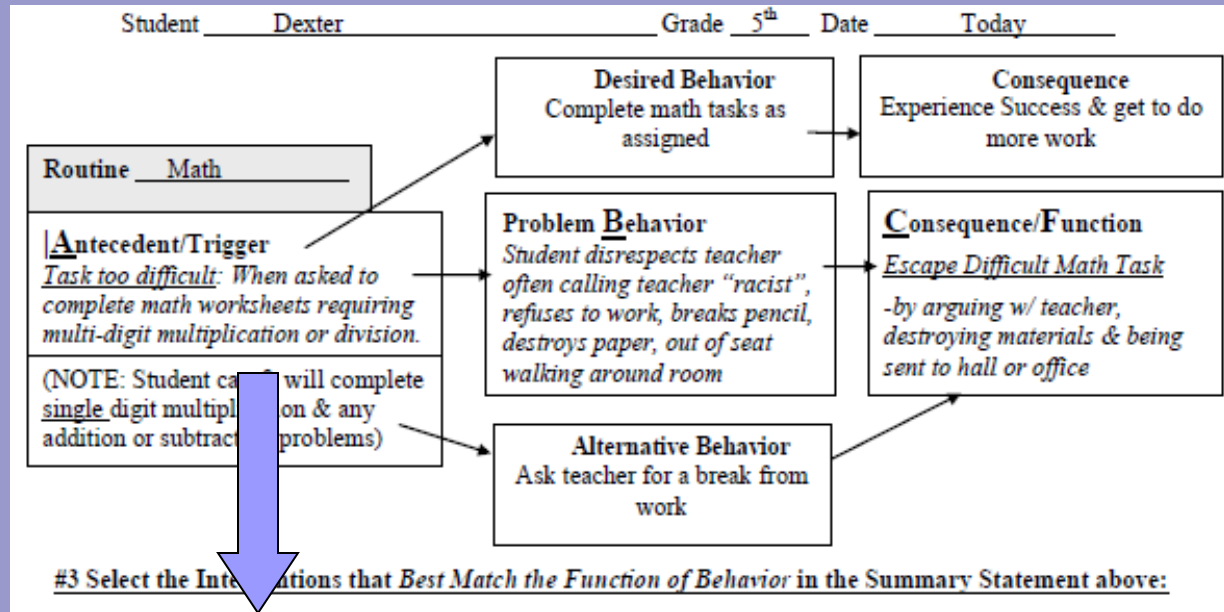 Student Dexter Grade 5th Date Today
Desired Behavior
Complete math tasks as
assigned
Consequence
Experience Success & get to do
more work
Routine Math
Antecedent/Trigger
Task too difficult: When asked to
complete math worksheets requiring
multi-digit multiplication or division.
(NOTE: Student will complete
single digit & any
addition or problems)
Problem Behavior
Student disrespects teacher
often calling teacher “racist”,
refuses to work, breaks pencil,
destroys paper, out of seat
walking around room
Consequence/Function
Escape Difficult Math Task
-by arguing w/ teacher,
destroying materials & being
sent to hall or office
Alternative Behavior
Ask teacher for a break from
work
#3 Select the that Best Match the Function of Behavior in the Summary Statement above: